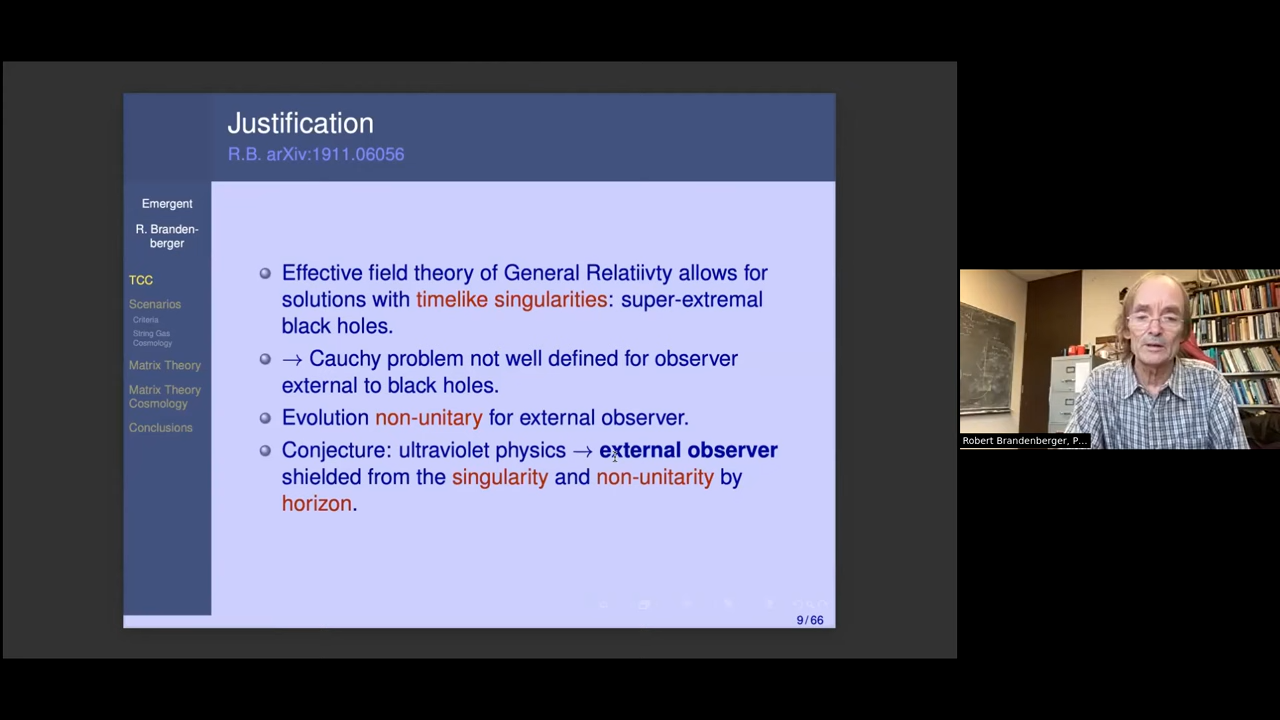 Justification
R.B. arXiv:1911.06056
Emergent
R. Branden-
berger
TCC
Scenarios
Criteria
String Gas
Cosmology
Matrix Theory
Matrix Theory
Cosmology
Conclusions
Effective field theory of General Relatiivty allows for
solutions with timelike singularities: super-extremal
black holes.
→ Cauchy problem not well defined for observer
external to black holes.
Evolution non-unitary for external observer.
Conjecture: ultraviolet physics → external observer
shielded from the singularity and non-unitarity by
horizon.
9/66
Robert Brandenberger, P...